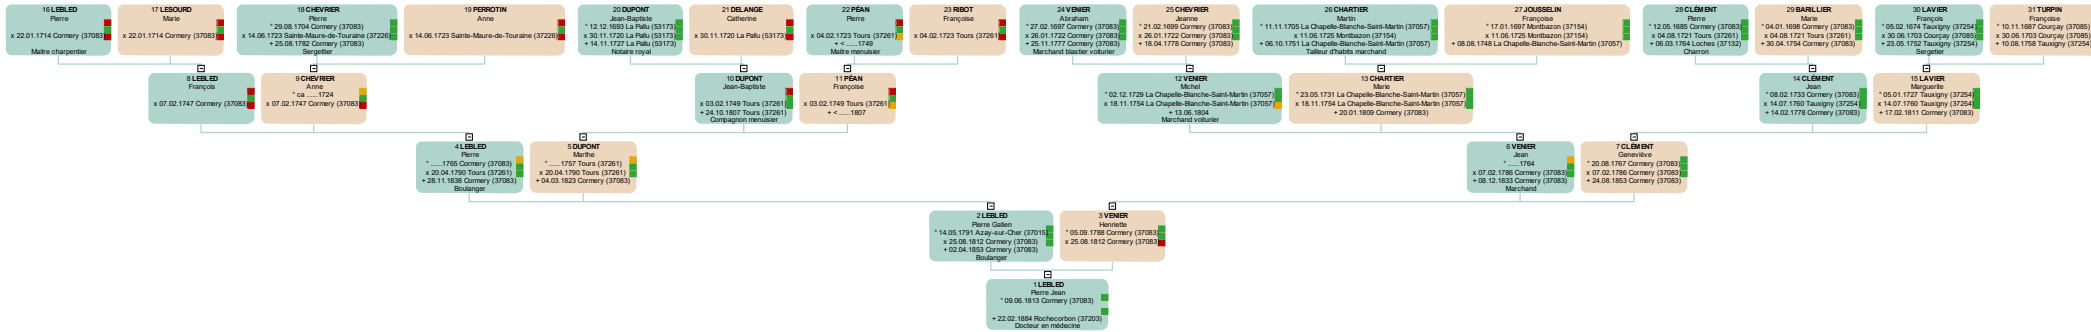 16 LEBLED
Pierre
x 22.01.1714 Cormery (37083)
Maitre charpentier
17 LESOURD
Marie
x 22.01.1714 Cormery (37083)
18 CHEVRIER
Pierre
° 29.08.1704 Cormery (37083)
x 14.06.1723 Sainte-Maure-de-Touraine (37226)
+ 25.08.1782 Cormery (37083)
Sergetier
19 PERROTIN
Anne
x 14.06.1723 Sainte-Maure-de-Touraine (37226)
20 DUPONT
Jean-Baptiste
° 12.12.1693 La Pallu (53173)
x 30.11.1720 La Pallu (53173)
+ 14.11.1727 La Pallu (53173)
Notaire royal
21 DELANGE
Catherine
x 30.11.1720 La Pallu (53173)
22 PÉAN
Pierre
x 04.02.1723 Tours (37261)
+ < ......1749
Maitre menuisier
23 RIBOT
Françoise
x 04.02.1723 Tours (37261)
24 VENIER
Abraham
° 27.02.1697 Cormery (37083)
x 26.01.1722 Cormery (37083)
+ 25.11.1777 Cormery (37083)
Marchand blastier voiturier
25 CHEVRIER
Jeanne
° 21.02.1699 Cormery (37083)
x 26.01.1722 Cormery (37083)
+ 18.04.1778 Cormery (37083)
26 CHARTIER
Martin
° 11.11.1705 La Chapelle-Blanche-Saint-Martin (37057)
x 11.06.1725 Montbazon (37154)
+ 06.10.1751 La Chapelle-Blanche-Saint-Martin (37057)
Tailleur d'habits marchand
27 JOUSSELIN
Françoise
° 17.01.1697 Montbazon (37154)
x 11.06.1725 Montbazon (37154)
+ 08.08.1748 La Chapelle-Blanche-Saint-Martin (37057)
28 CLÉMENT
Pierre
° 12.05.1685 Cormery (37083)
x 04.08.1721 Tours (37261)
+ 06.03.1764 Loches (37132)
Charron
29 BARILLIER
Marie
° 04.01.1698 Cormery (37083)
x 04.08.1721 Tours (37261)
+ 30.04.1754 Cormery (37083)
30 LAVIER
François
° 05.02.1674 Tauxigny (37254)
x 30.06.1703 Courçay (37085)
+ 23.05.1752 Tauxigny (37254)
Sergetier
31 TURPIN
Françoise
° 10.11.1687 Courçay (37085)
x 30.06.1703 Courçay (37085)
+ 10.08.1758 Tauxigny (37254)
8 LEBLED
François
x 07.02.1747 Cormery (37083)
9 CHEVRIER
Anne
° ca ......1724
x 07.02.1747 Cormery (37083)
10 DUPONT
Jean-Baptiste
x 03.02.1749 Tours (37261)
+ 24.10.1807 Tours (37261)
Compagnon menuisier
11 PÉAN
Françoise
x 03.02.1749 Tours (37261)
+ < ......1807
12 VENIER
Michel
° 02.12.1729 La Chapelle-Blanche-Saint-Martin (37057)
x 18.11.1754 La Chapelle-Blanche-Saint-Martin (37057)
+ 13.06.1804
Marchand voiturier
13 CHARTIER
Marie
° 23.05.1731 La Chapelle-Blanche-Saint-Martin (37057)
x 18.11.1754 La Chapelle-Blanche-Saint-Martin (37057)
+ 20.01.1809 Cormery (37083)
14 CLÉMENT
Jean
° 08.02.1733 Cormery (37083)
x 14.07.1760 Tauxigny (37254)
+ 14.02.1778 Cormery (37083)
15 LAVIER
Marguerite
° 05.01.1727 Tauxigny (37254)
x 14.07.1760 Tauxigny (37254)
+ 17.02.1811 Cormery (37083)
4 LEBLED
Pierre
° ......1765 Cormery (37083)
x 20.04.1790 Tours (37261)
+ 28.11.1838 Cormery (37083)
Boulanger
5 DUPONT
Marthe
° ......1757 Tours (37261)
x 20.04.1790 Tours (37261)
+ 04.03.1823 Cormery (37083)
6 VENIER
Jean
° ......1764
x 07.02.1786 Cormery (37083)
+ 08.12.1833 Cormery (37083)
Marchand
7 CLÉMENT
Geneviève
° 20.08.1767 Cormery (37083)
x 07.02.1786 Cormery (37083)
+ 24.08.1853 Cormery (37083)
2 LEBLED
Pierre Gatien
° 14.05.1791 Azay-sur-Cher (37015)
x 25.08.1812 Cormery (37083)
+ 02.04.1853 Cormery (37083)
Boulanger
3 VENIER
Henriette
° 05.09.1788 Cormery (37083)
x 25.08.1812 Cormery (37083)
1 LEBLED
Pierre Jean
° 09.06.1813 Cormery (37083)
+ 22.02.1884 Rochecorbon (37203)
Docteur en médecine